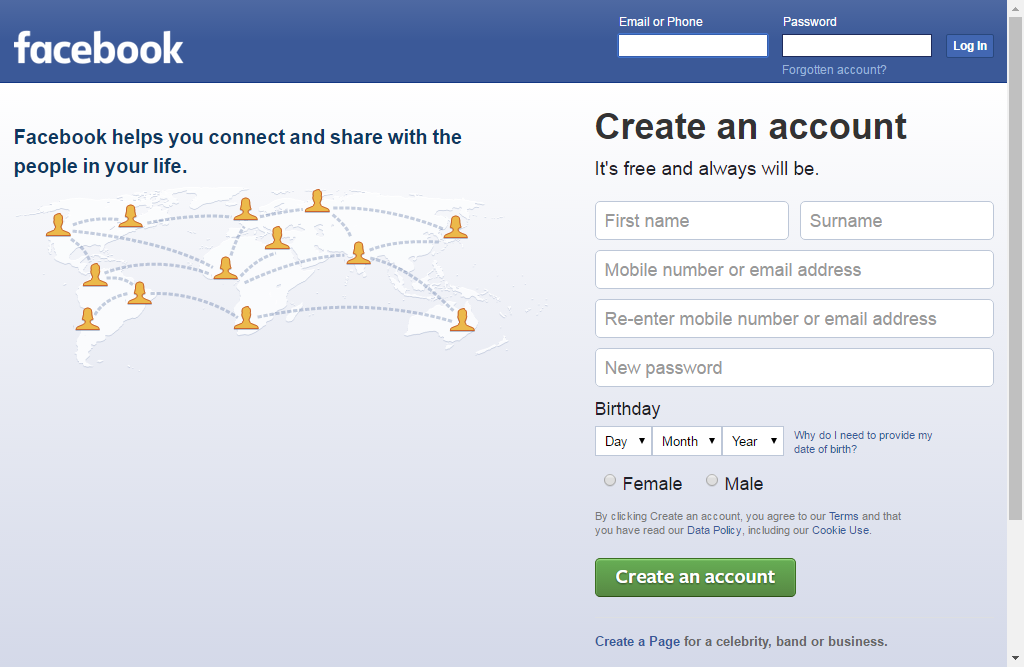 facebook
Email or Phone
Password
Log In
Forgotten account?
Facebook helps you connect and share with the
people in your life.
Create an account
It's free and always will be.
First name
Surname
Mobile number or email address
Re-enter mobile number or email address
New password
Birthday
Day
Month
Year
Why do I need to provide my
date of birth?
Female
Male
By clicking Create an account, you agree to our Terms and that
you have read our Data Policy, including our Cookie Use.
Create an account
Create a Page for a celebrity, band or business.